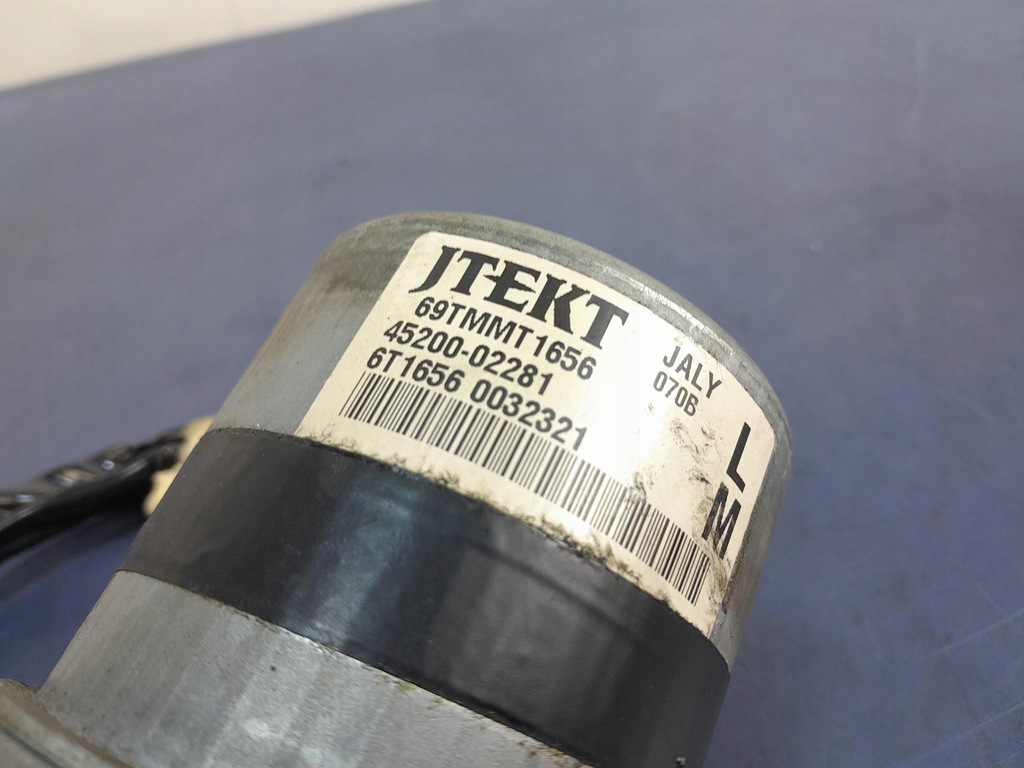 JTEKT
69TMMT1656
45200-02281
6T1656 0032321
JALY
070B
L
M